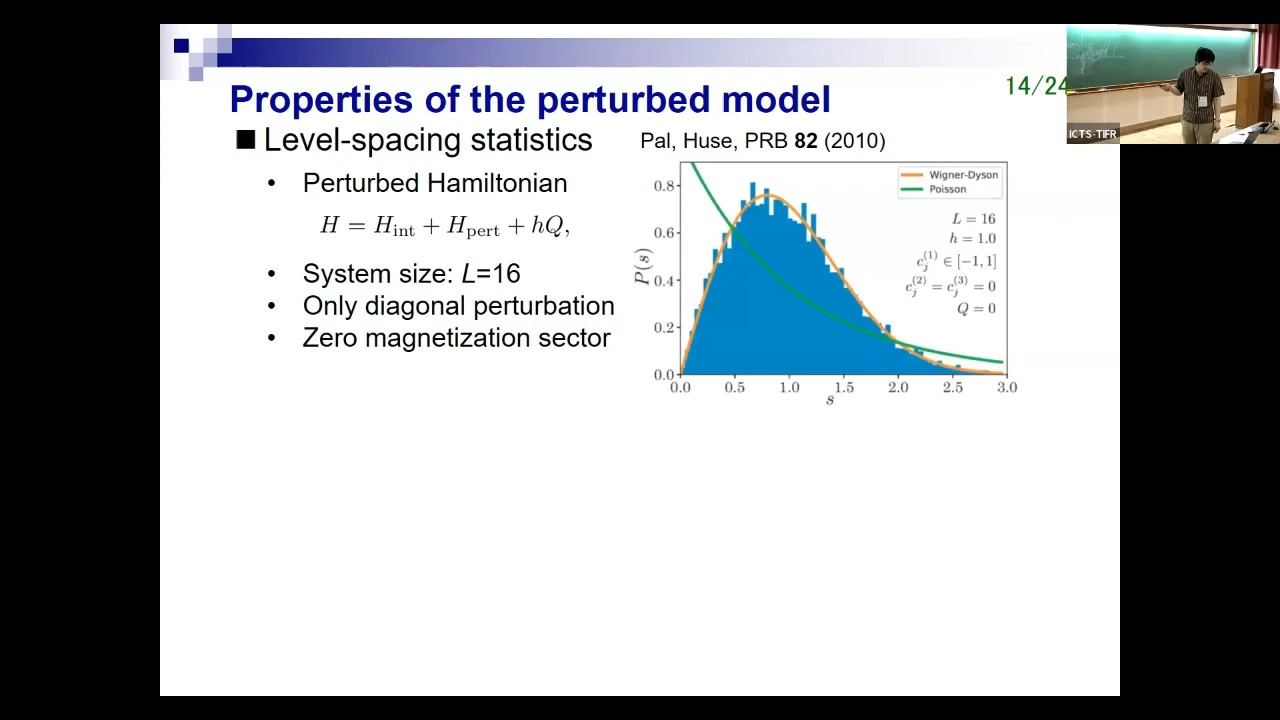 Properties of the perturbed model
14/24
ICTS-TIFR
■ Level-spacing statistics
Pal, Huse, PRB 82 (2010)
• Perturbed Hamiltonian
H = H_int + H_pert + hQ,
• System size: L=16
• Only diagonal perturbation
• Zero magnetization sector
Wigner-Dyson
Poisson
L = 16
h = 1.0
c_j^(1) ∈ [−1, 1]
c_j^(2) = c_j^(3) = 0
Q = 0
P(s)
0.8
0.6
0.4
0.2
0.0
0.0 0.5 1.0 1.5 2.0 2.5 3.0
s